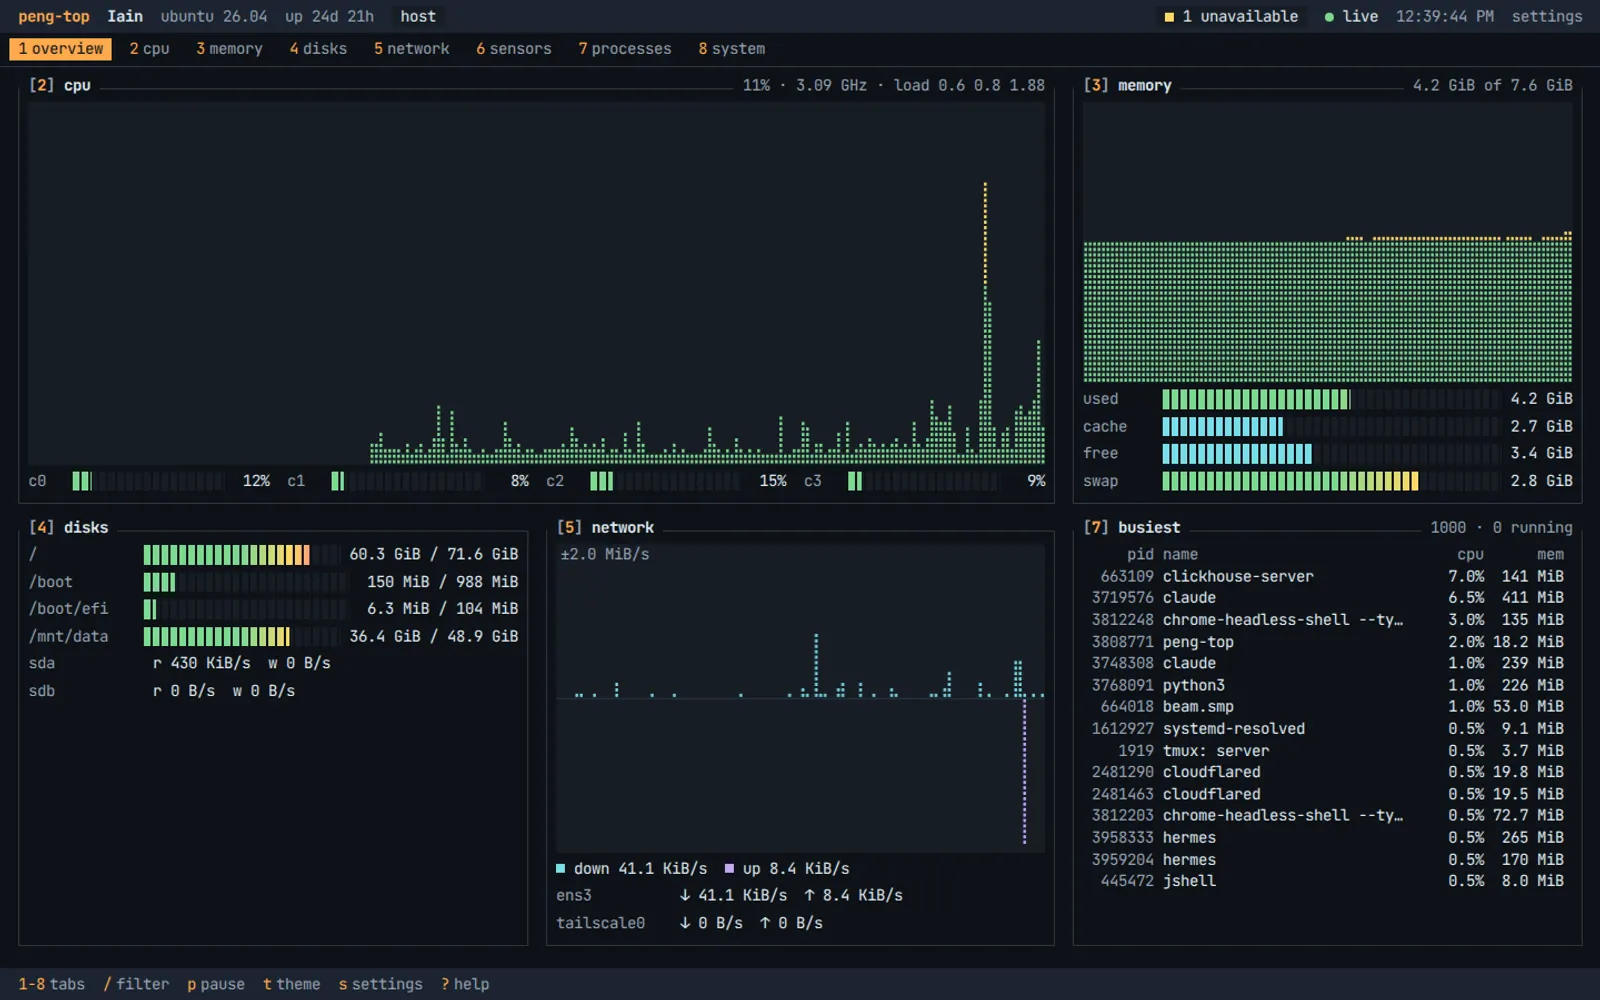 peng-top Iain ubuntu 26.04 up 24d 21h host 1 unavailable live 12:39:44 PM settings
1 overview 2 cpu 3 memory 4 disks 5 network 6 sensors 7 processes 8 system
[2] cpu 11% · 3.09 GHz · load 0.6 0.8 1.88
c0 12% c1 8% c2 15% c3 9%
[3] memory 4.2 GiB of 7.6 GiB
used 4.2 GiB
cache 2.7 GiB
free 3.4 GiB
swap 2.8 GiB
[4] disks
/ 60.3 GiB / 71.6 GiB
/boot 150 MiB / 988 MiB
/boot/efi 6.3 MiB / 104 MiB
/mnt/data 36.4 GiB / 48.9 GiB
sda r 430 KiB/s w 0 B/s
sdb r 0 B/s w 0 B/s
[5] network
±2.0 MiB/s
down 41.1 KiB/s up 8.4 KiB/s
ens3 ↓ 41.1 KiB/s ↑ 8.4 KiB/s
tailscale0 ↓ 0 B/s ↑ 0 B/s
[7] busiest 1000 · 0 running
pid name cpu mem
663109 clickhouse-server 7.0% 141 MiB
3719576 claude 6.5% 411 MiB
3812248 chrome-headless-shell --ty… 3.0% 135 MiB
3808771 peng-top 2.0% 18.2 MiB
3748308 claude 1.0% 239 MiB
3768091 python3 1.0% 226 MiB
664018 beam.smp 1.0% 53.0 MiB
1612927 systemd-resolved 0.5% 9.1 MiB
1919 tmux: server 0.5% 3.7 MiB
2481290 cloudflared 0.5% 19.8 MiB
2481463 cloudflared 0.5% 19.5 MiB
3812203 chrome-headless-shell --ty… 0.5% 72.7 MiB
3958333 hermes 0.5% 265 MiB
3959204 hermes 0.5% 170 MiB
445472 jshell 0.5% 8.0 MiB
1-8 tabs / filter p pause t theme s settings ? help